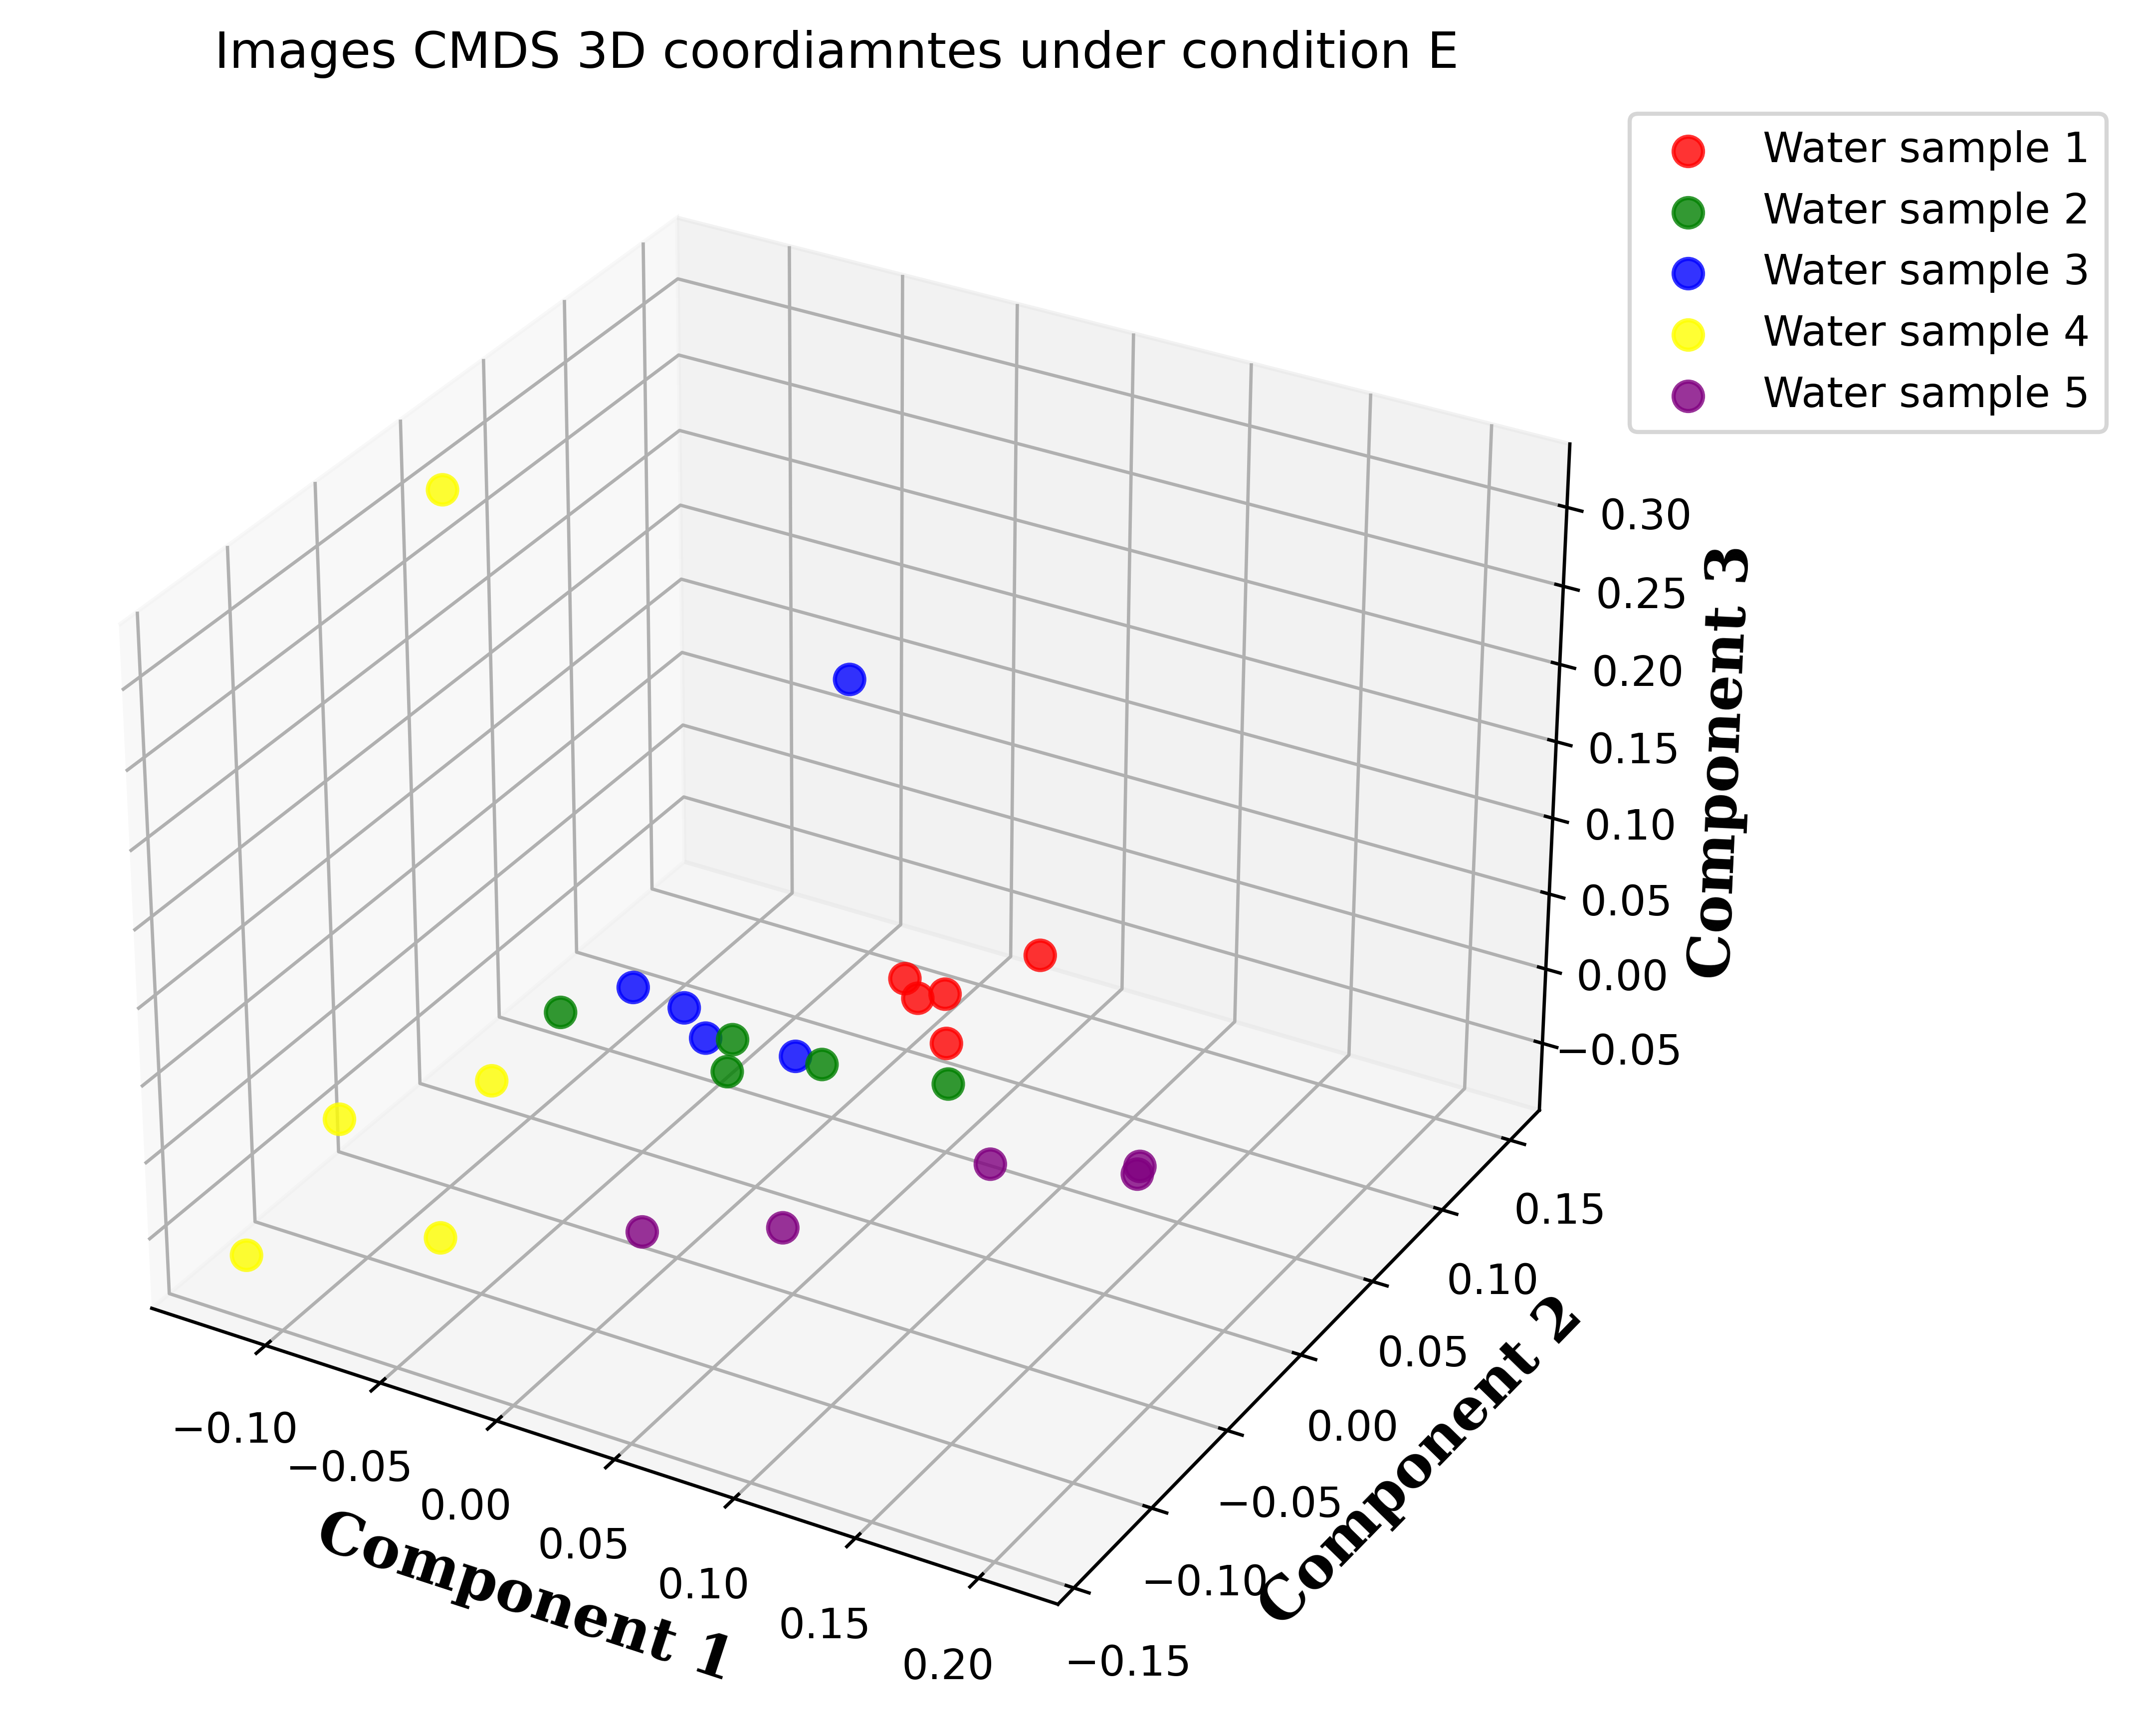 Images CMDS 3D coordiamntes under condition E
Water sample 1
Water sample 2
Water sample 3
Water sample 4
Water sample 5
0.30
0.25
0.20
0.15
0.10
0.05
0.00
−0.05
Component 3
0.15
0.10
0.05
0.00
−0.05
−0.10
−0.15
Component 2
−0.10
−0.05
0.00
0.05
0.10
0.15
0.20
Component 1